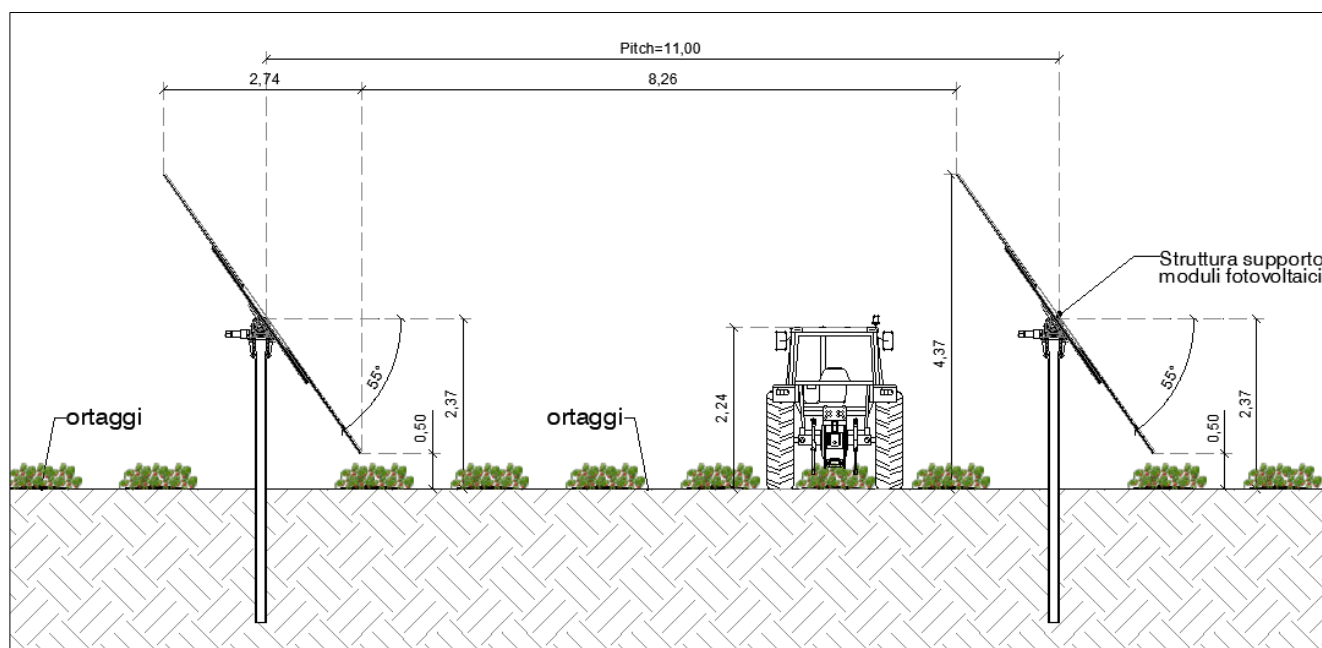 Pitch=11,00
2,74
8,26
Struttura supporto
moduli fotovoltaici
4,37
55°
2,37
0,50
2,24
55°
2,37
0,50
ortaggi
ortaggi